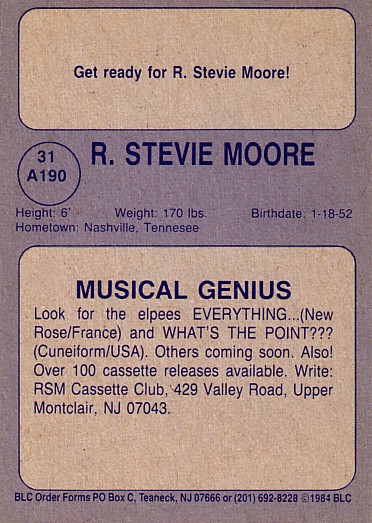 Get ready for R. Stevie Moore!
31
A190
R. STEVIE MOORE
Height: 6' Weight: 170 lbs. Birthdate: 1-18-52
Hometown: Nashville, Tennesee
MUSICAL GENIUS
Look for the elpees EVERYTHING...(New
Rose/France) and WHAT'S THE POINT???
(Cuneiform/USA). Others coming soon. Also!
Over 100 cassette releases available. Write:
RSM Cassette Club, 429 Valley Road, Upper
Montclair, NJ 07043.
BLC Order Forms PO Box C, Teaneck, NJ 07666 or (201) 692-8228 ©1984 BLC